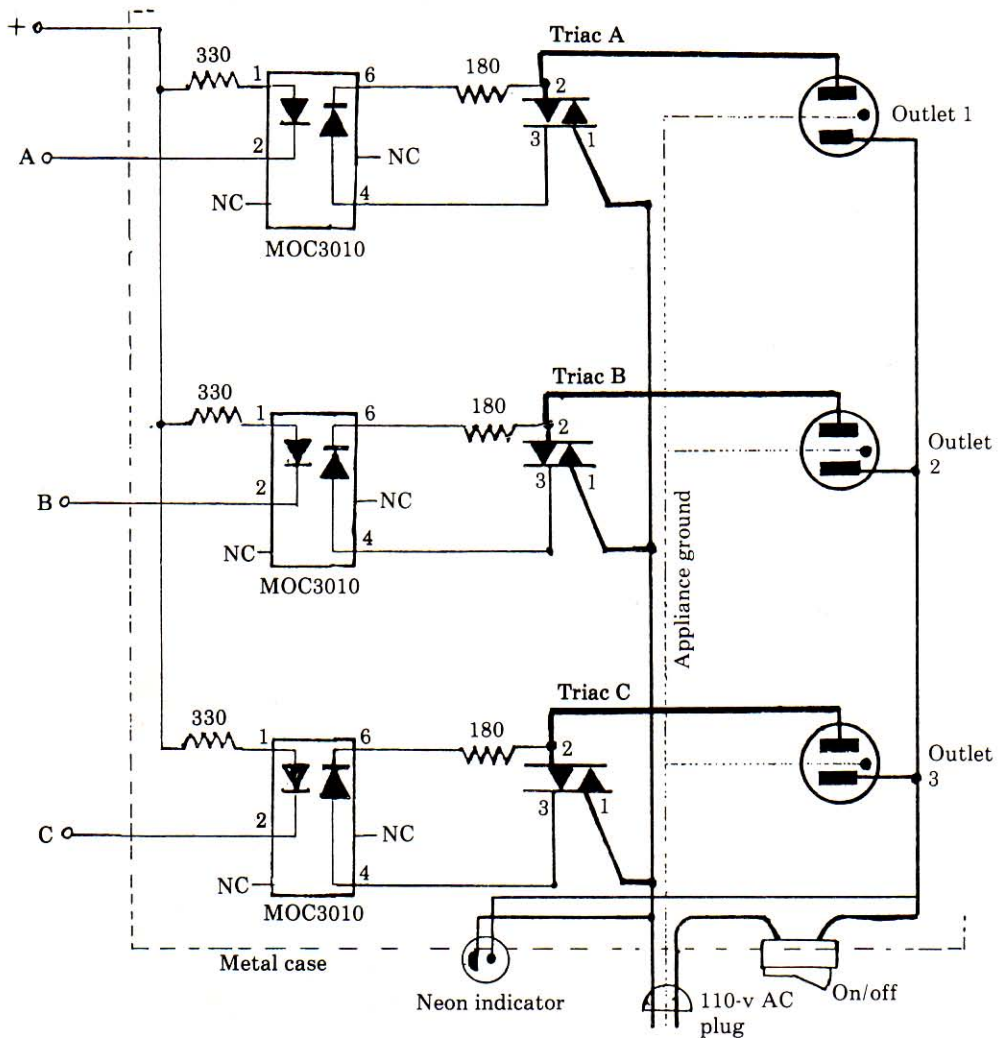 +
330
1
6
180
Triac A
2
3
1
Outlet 1
A
2
NC
NC
4
MOC3010
330
1
6
180
Triac B
2
3
1
Outlet
2
B
2
NC
NC
4
MOC3010
Appliance ground
330
1
6
180
Triac C
2
3
1
Outlet
3
C
2
NC
NC
4
MOC3010
Metal case
Neon indicator
110-v AC
plug
On/off